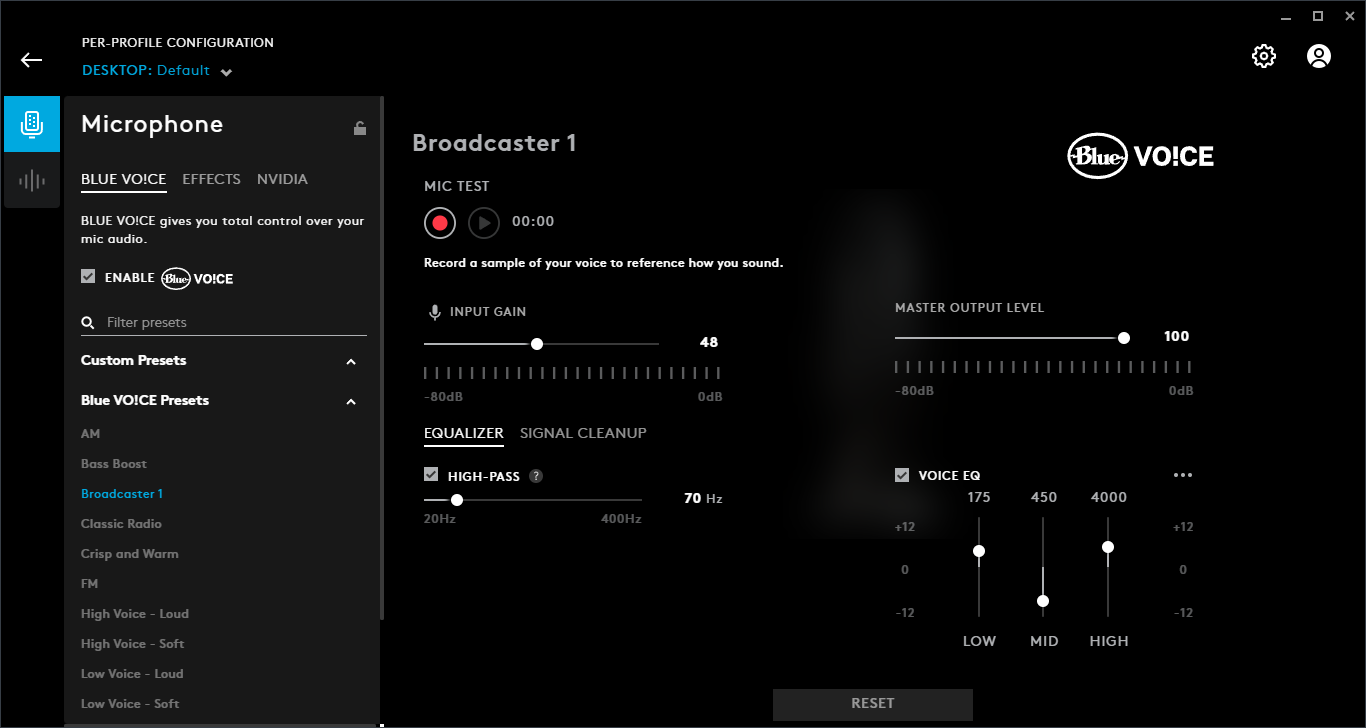 PER-PROFILE CONFIGURATION
DESKTOP: Default
Microphone
BLUE VO!CE EFFECTS NVIDIA
BLUE VO!CE gives you total control over your
mic audio.
ENABLE Blue VO!CE
Filter presets
Custom Presets
Blue VO!CE Presets
AM
Bass Boost
Broadcaster 1
Classic Radio
Crisp and Warm
FM
High Voice - Loud
High Voice - Soft
Low Voice - Loud
Low Voice - Soft
Broadcaster 1
Blue VO!CE
MIC TEST
00:00
Record a sample of your voice to reference how you sound.
INPUT GAIN
48
-80dB 0dB
MASTER OUTPUT LEVEL
100
-80dB 0dB
EQUALIZER SIGNAL CLEANUP
HIGH-PASS ?
70 Hz
20Hz 400Hz
VOICE EQ
175 450 4000
+12 +12
0 0
-12 -12
LOW MID HIGH
RESET